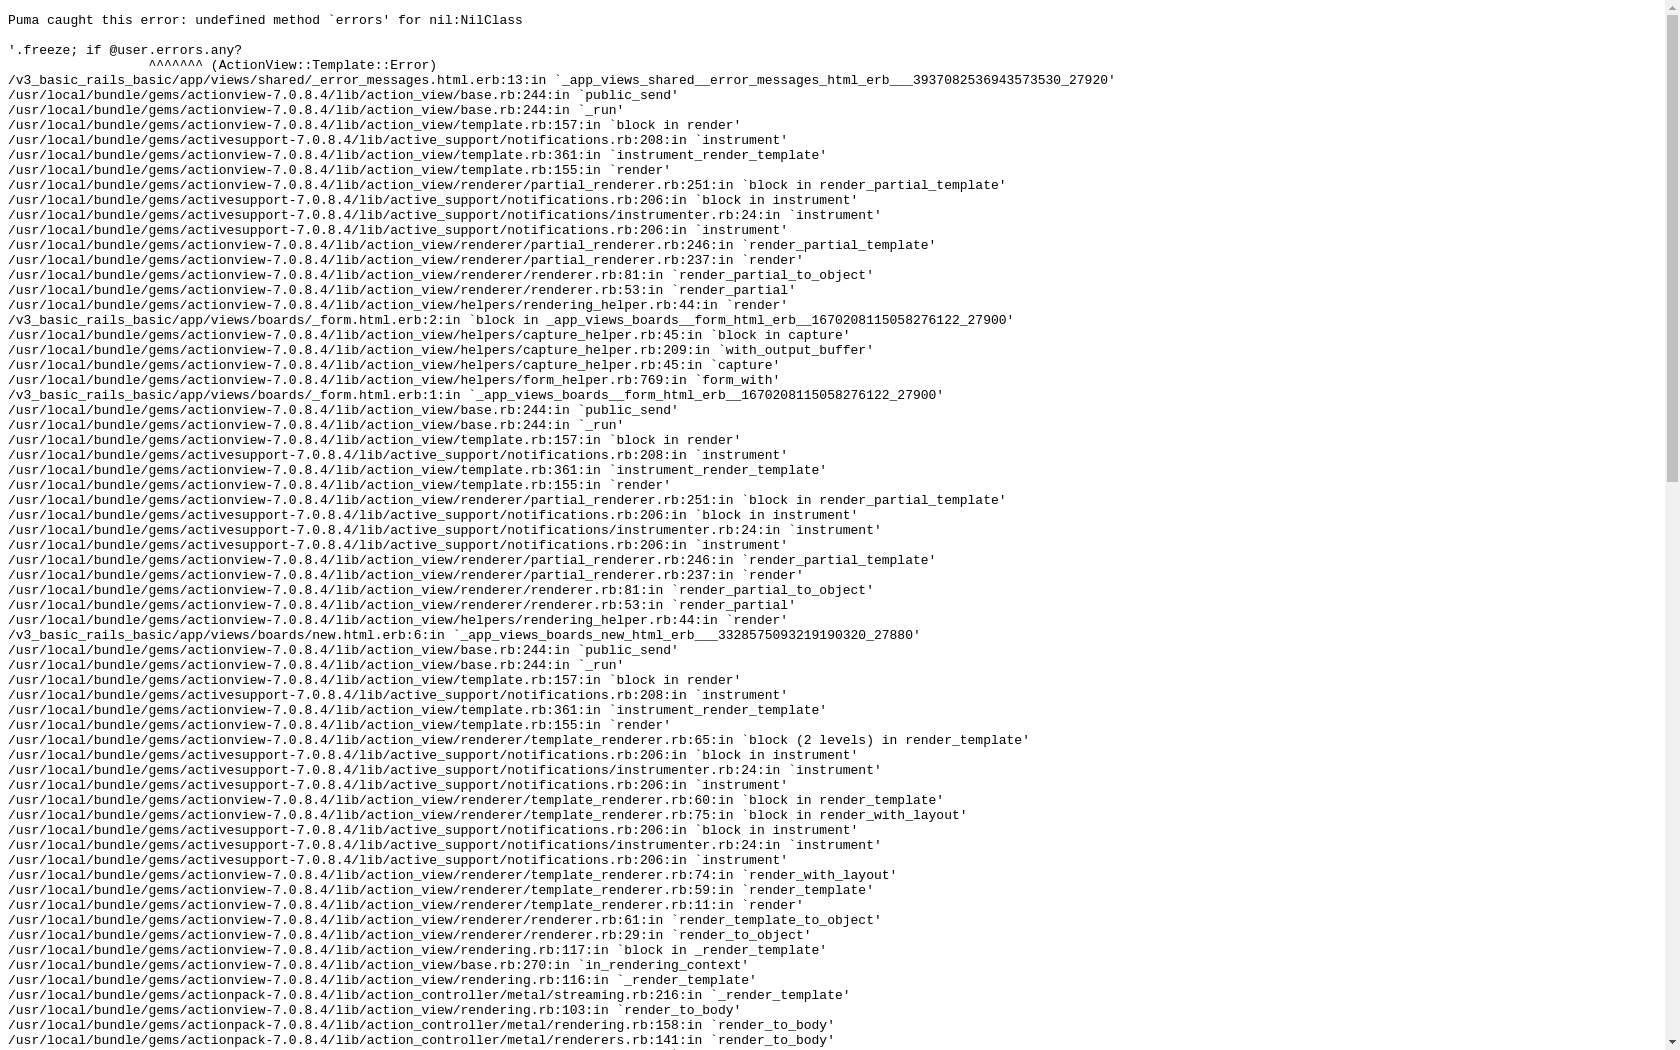 Puma caught this error: undefined method `errors' for nil:NilClass
'.freeze; if @user.errors.any?
^^^^^^^ (ActionView::Template::Error)
/v3_basic_rails_basic/app/views/shared/_error_messages.html.erb:13:in `_app_views_shared__error_messages_html_erb___3937082536943573530_27920'
/usr/local/bundle/gems/actionview-7.0.8.4/lib/action_view/base.rb:244:in `public_send'
/usr/local/bundle/gems/actionview-7.0.8.4/lib/action_view/base.rb:244:in `_run'
/usr/local/bundle/gems/actionview-7.0.8.4/lib/action_view/template.rb:157:in `block in render'
/usr/local/bundle/gems/activesupport-7.0.8.4/lib/active_support/notifications.rb:208:in `instrument'
/usr/local/bundle/gems/actionview-7.0.8.4/lib/action_view/template.rb:361:in `instrument_render_template'
/usr/local/bundle/gems/actionview-7.0.8.4/lib/action_view/template.rb:155:in `render'
/usr/local/bundle/gems/actionview-7.0.8.4/lib/action_view/renderer/partial_renderer.rb:251:in `block in render_partial_template'
/usr/local/bundle/gems/activesupport-7.0.8.4/lib/active_support/notifications.rb:206:in `block in instrument'
/usr/local/bundle/gems/activesupport-7.0.8.4/lib/active_support/notifications/instrumenter.rb:24:in `instrument'
/usr/local/bundle/gems/activesupport-7.0.8.4/lib/active_support/notifications.rb:206:in `instrument'
/usr/local/bundle/gems/actionview-7.0.8.4/lib/action_view/renderer/partial_renderer.rb:246:in `render_partial_template'
/usr/local/bundle/gems/actionview-7.0.8.4/lib/action_view/renderer/partial_renderer.rb:237:in `render'
/usr/local/bundle/gems/actionview-7.0.8.4/lib/action_view/renderer/renderer.rb:81:in `render_partial_to_object'
/usr/local/bundle/gems/actionview-7.0.8.4/lib/action_view/renderer/renderer.rb:53:in `render_partial'
/usr/local/bundle/gems/actionview-7.0.8.4/lib/action_view/helpers/rendering_helper.rb:44:in `render'
/v3_basic_rails_basic/app/views/boards/_form.html.erb:2:in `block in _app_views_boards__form_html_erb__1670208115058276122_27900'
/usr/local/bundle/gems/actionview-7.0.8.4/lib/action_view/helpers/capture_helper.rb:45:in `block in capture'
/usr/local/bundle/gems/actionview-7.0.8.4/lib/action_view/helpers/capture_helper.rb:209:in `with_output_buffer'
/usr/local/bundle/gems/actionview-7.0.8.4/lib/action_view/helpers/capture_helper.rb:45:in `capture'
/usr/local/bundle/gems/actionview-7.0.8.4/lib/action_view/helpers/form_helper.rb:769:in `form_with'
/v3_basic_rails_basic/app/views/boards/_form.html.erb:1:in `_app_views_boards__form_html_erb__1670208115058276122_27900'
/usr/local/bundle/gems/actionview-7.0.8.4/lib/action_view/base.rb:244:in `public_send'
/usr/local/bundle/gems/actionview-7.0.8.4/lib/action_view/base.rb:244:in `_run'
/usr/local/bundle/gems/actionview-7.0.8.4/lib/action_view/template.rb:157:in `block in render'
/usr/local/bundle/gems/activesupport-7.0.8.4/lib/active_support/notifications.rb:208:in `instrument'
/usr/local/bundle/gems/actionview-7.0.8.4/lib/action_view/template.rb:361:in `instrument_render_template'
/usr/local/bundle/gems/actionview-7.0.8.4/lib/action_view/template.rb:155:in `render'
/usr/local/bundle/gems/actionview-7.0.8.4/lib/action_view/renderer/partial_renderer.rb:251:in `block in render_partial_template'
/usr/local/bundle/gems/activesupport-7.0.8.4/lib/active_support/notifications.rb:206:in `block in instrument'
/usr/local/bundle/gems/activesupport-7.0.8.4/lib/active_support/notifications/instrumenter.rb:24:in `instrument'
/usr/local/bundle/gems/activesupport-7.0.8.4/lib/active_support/notifications.rb:206:in `instrument'
/usr/local/bundle/gems/actionview-7.0.8.4/lib/action_view/renderer/partial_renderer.rb:246:in `render_partial_template'
/usr/local/bundle/gems/actionview-7.0.8.4/lib/action_view/renderer/partial_renderer.rb:237:in `render'
/usr/local/bundle/gems/actionview-7.0.8.4/lib/action_view/renderer/renderer.rb:81:in `render_partial_to_object'
/usr/local/bundle/gems/actionview-7.0.8.4/lib/action_view/renderer/renderer.rb:53:in `render_partial'
/usr/local/bundle/gems/actionview-7.0.8.4/lib/action_view/helpers/rendering_helper.rb:44:in `render'
/v3_basic_rails_basic/app/views/boards/new.html.erb:6:in `_app_views_boards_new_html_erb___3328575093219190320_27880'
/usr/local/bundle/gems/actionview-7.0.8.4/lib/action_view/base.rb:244:in `public_send'
/usr/local/bundle/gems/actionview-7.0.8.4/lib/action_view/base.rb:244:in `_run'
/usr/local/bundle/gems/actionview-7.0.8.4/lib/action_view/template.rb:157:in `block in render'
/usr/local/bundle/gems/activesupport-7.0.8.4/lib/active_support/notifications.rb:208:in `instrument'
/usr/local/bundle/gems/actionview-7.0.8.4/lib/action_view/template.rb:361:in `instrument_render_template'
/usr/local/bundle/gems/actionview-7.0.8.4/lib/action_view/template.rb:155:in `render'
/usr/local/bundle/gems/actionview-7.0.8.4/lib/action_view/renderer/template_renderer.rb:65:in `block (2 levels) in render_template'
/usr/local/bundle/gems/activesupport-7.0.8.4/lib/active_support/notifications.rb:206:in `block in instrument'
/usr/local/bundle/gems/activesupport-7.0.8.4/lib/active_support/notifications/instrumenter.rb:24:in `instrument'
/usr/local/bundle/gems/activesupport-7.0.8.4/lib/active_support/notifications.rb:206:in `instrument'
/usr/local/bundle/gems/actionview-7.0.8.4/lib/action_view/renderer/template_renderer.rb:60:in `block in render_template'
/usr/local/bundle/gems/actionview-7.0.8.4/lib/action_view/renderer/template_renderer.rb:75:in `block in render_with_layout'
/usr/local/bundle/gems/activesupport-7.0.8.4/lib/active_support/notifications.rb:206:in `block in instrument'
/usr/local/bundle/gems/activesupport-7.0.8.4/lib/active_support/notifications/instrumenter.rb:24:in `instrument'
/usr/local/bundle/gems/activesupport-7.0.8.4/lib/active_support/notifications.rb:206:in `instrument'
/usr/local/bundle/gems/actionview-7.0.8.4/lib/action_view/renderer/template_renderer.rb:74:in `render_with_layout'
/usr/local/bundle/gems/actionview-7.0.8.4/lib/action_view/renderer/template_renderer.rb:59:in `render_template'
/usr/local/bundle/gems/actionview-7.0.8.4/lib/action_view/renderer/template_renderer.rb:11:in `render'
/usr/local/bundle/gems/actionview-7.0.8.4/lib/action_view/renderer/renderer.rb:61:in `render_template_to_object'
/usr/local/bundle/gems/actionview-7.0.8.4/lib/action_view/renderer/renderer.rb:29:in `render_to_object'
/usr/local/bundle/gems/actionview-7.0.8.4/lib/action_view/rendering.rb:117:in `block in _render_template'
/usr/local/bundle/gems/actionview-7.0.8.4/lib/action_view/base.rb:270:in `in_rendering_context'
/usr/local/bundle/gems/actionview-7.0.8.4/lib/action_view/rendering.rb:116:in `_render_template'
/usr/local/bundle/gems/actionpack-7.0.8.4/lib/action_controller/metal/streaming.rb:216:in `_render_template'
/usr/local/bundle/gems/actionview-7.0.8.4/lib/action_view/rendering.rb:103:in `render_to_body'
/usr/local/bundle/gems/actionpack-7.0.8.4/lib/action_controller/metal/rendering.rb:158:in `render_to_body'
/usr/local/bundle/gems/actionpack-7.0.8.4/lib/action_controller/metal/renderers.rb:141:in `render_to_body'